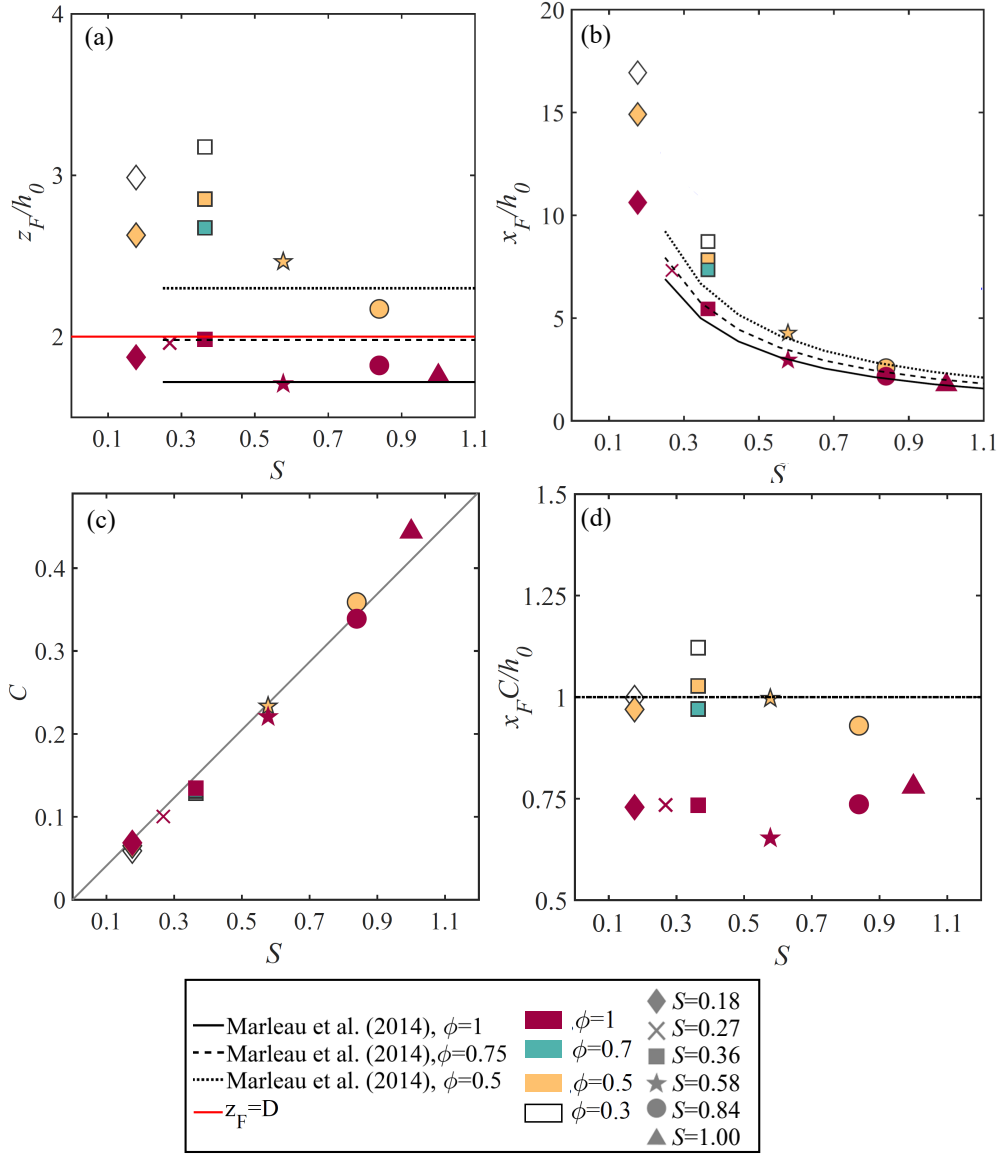 (a)
4
3
2
z_F/h_0
0.1 0.3 0.5 0.7 0.9 1.1
S
(b)
20
15
10
5
0
x_F/h_0
0.1 0.3 0.5 0.7 0.9 1.1
S
(c)
0.4
0.3
0.2
0.1
0
C
0.1 0.3 0.5 0.7 0.9 1.1
S
(d)
1.5
1.25
1
0.75
0.5
x_F C/h_0
0.1 0.3 0.5 0.7 0.9 1.1
S
Marleau et al. (2014), ϕ=1
Marleau et al. (2014),ϕ=0.75
Marleau et al. (2014), ϕ=0.5
z_F=D
ϕ=1
ϕ=0.7
ϕ=0.5
ϕ=0.3
S=0.18
S=0.27
S=0.36
S=0.58
S=0.84
S=1.00